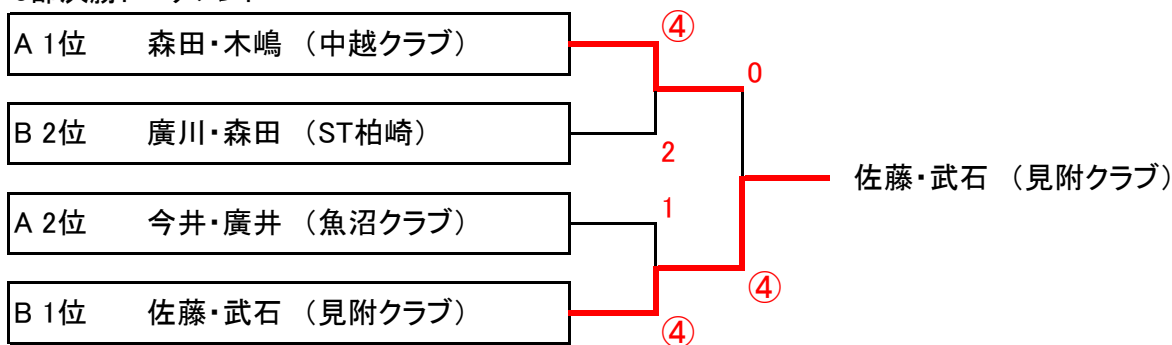 A 1位 森田・木嶋 （中越クラブ）
④
0
B 2位 廣川・森田 （ST柏崎）
2
佐藤・武石 （見附クラブ）
A 2位 今井・廣井 （魚沼クラブ）
1
④
B 1位 佐藤・武石 （見附クラブ）
④